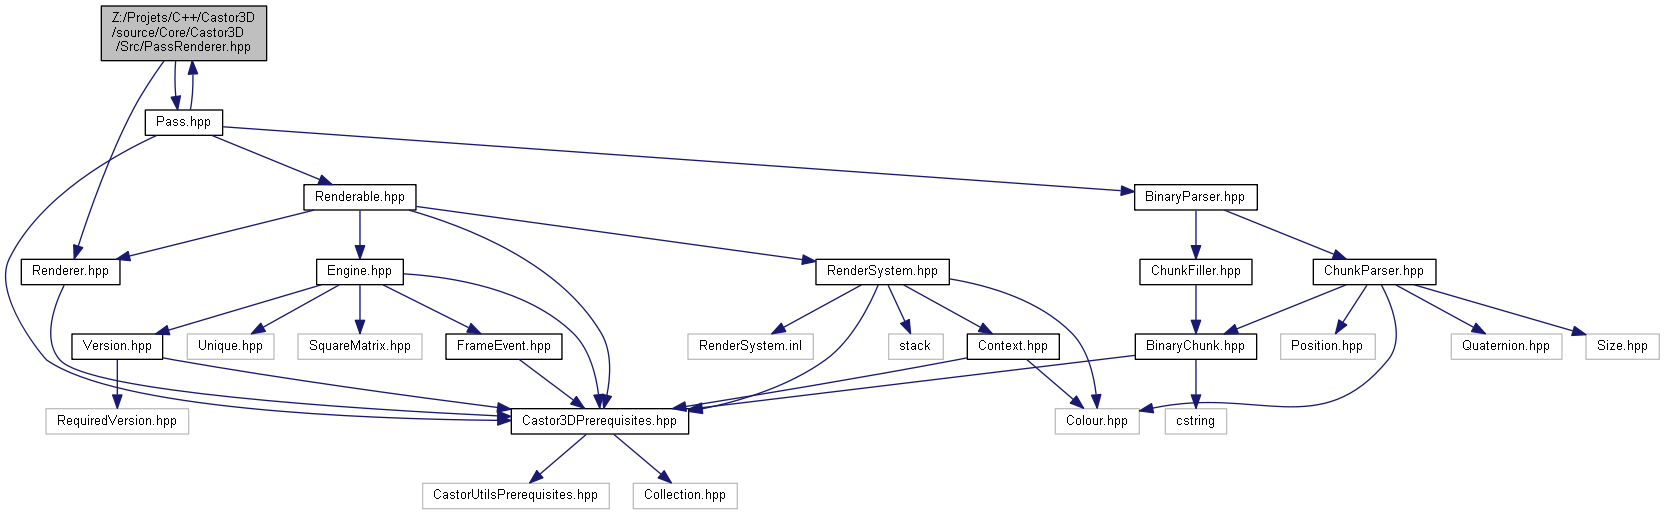 Z:/Projets/C++/Castor3D
/source/Core/Castor3D
/Src/PassRenderer.hpp
Pass.hpp
Renderable.hpp
BinaryParser.hpp
Renderer.hpp
Engine.hpp
RenderSystem.hpp
ChunkFiller.hpp
ChunkParser.hpp
Version.hpp
Unique.hpp
SquareMatrix.hpp
FrameEvent.hpp
RenderSystem.inl
stack
Context.hpp
BinaryChunk.hpp
Position.hpp
Quaternion.hpp
Size.hpp
RequiredVersion.hpp
Castor3DPrerequisites.hpp
Colour.hpp
cstring
CastorUtilsPrerequisites.hpp
Collection.hpp